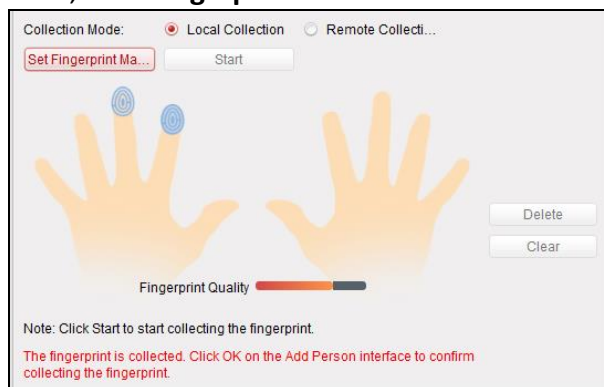 Collection Mode: Local Collection Remote Collecti...
Set Fingerprint Ma... Start
Delete
Clear
Fingerprint Quality
Note: Click Start to start collecting the fingerprint.
The fingerprint is collected. Click OK on the Add Person interface to confirm
collecting the fingerprint.